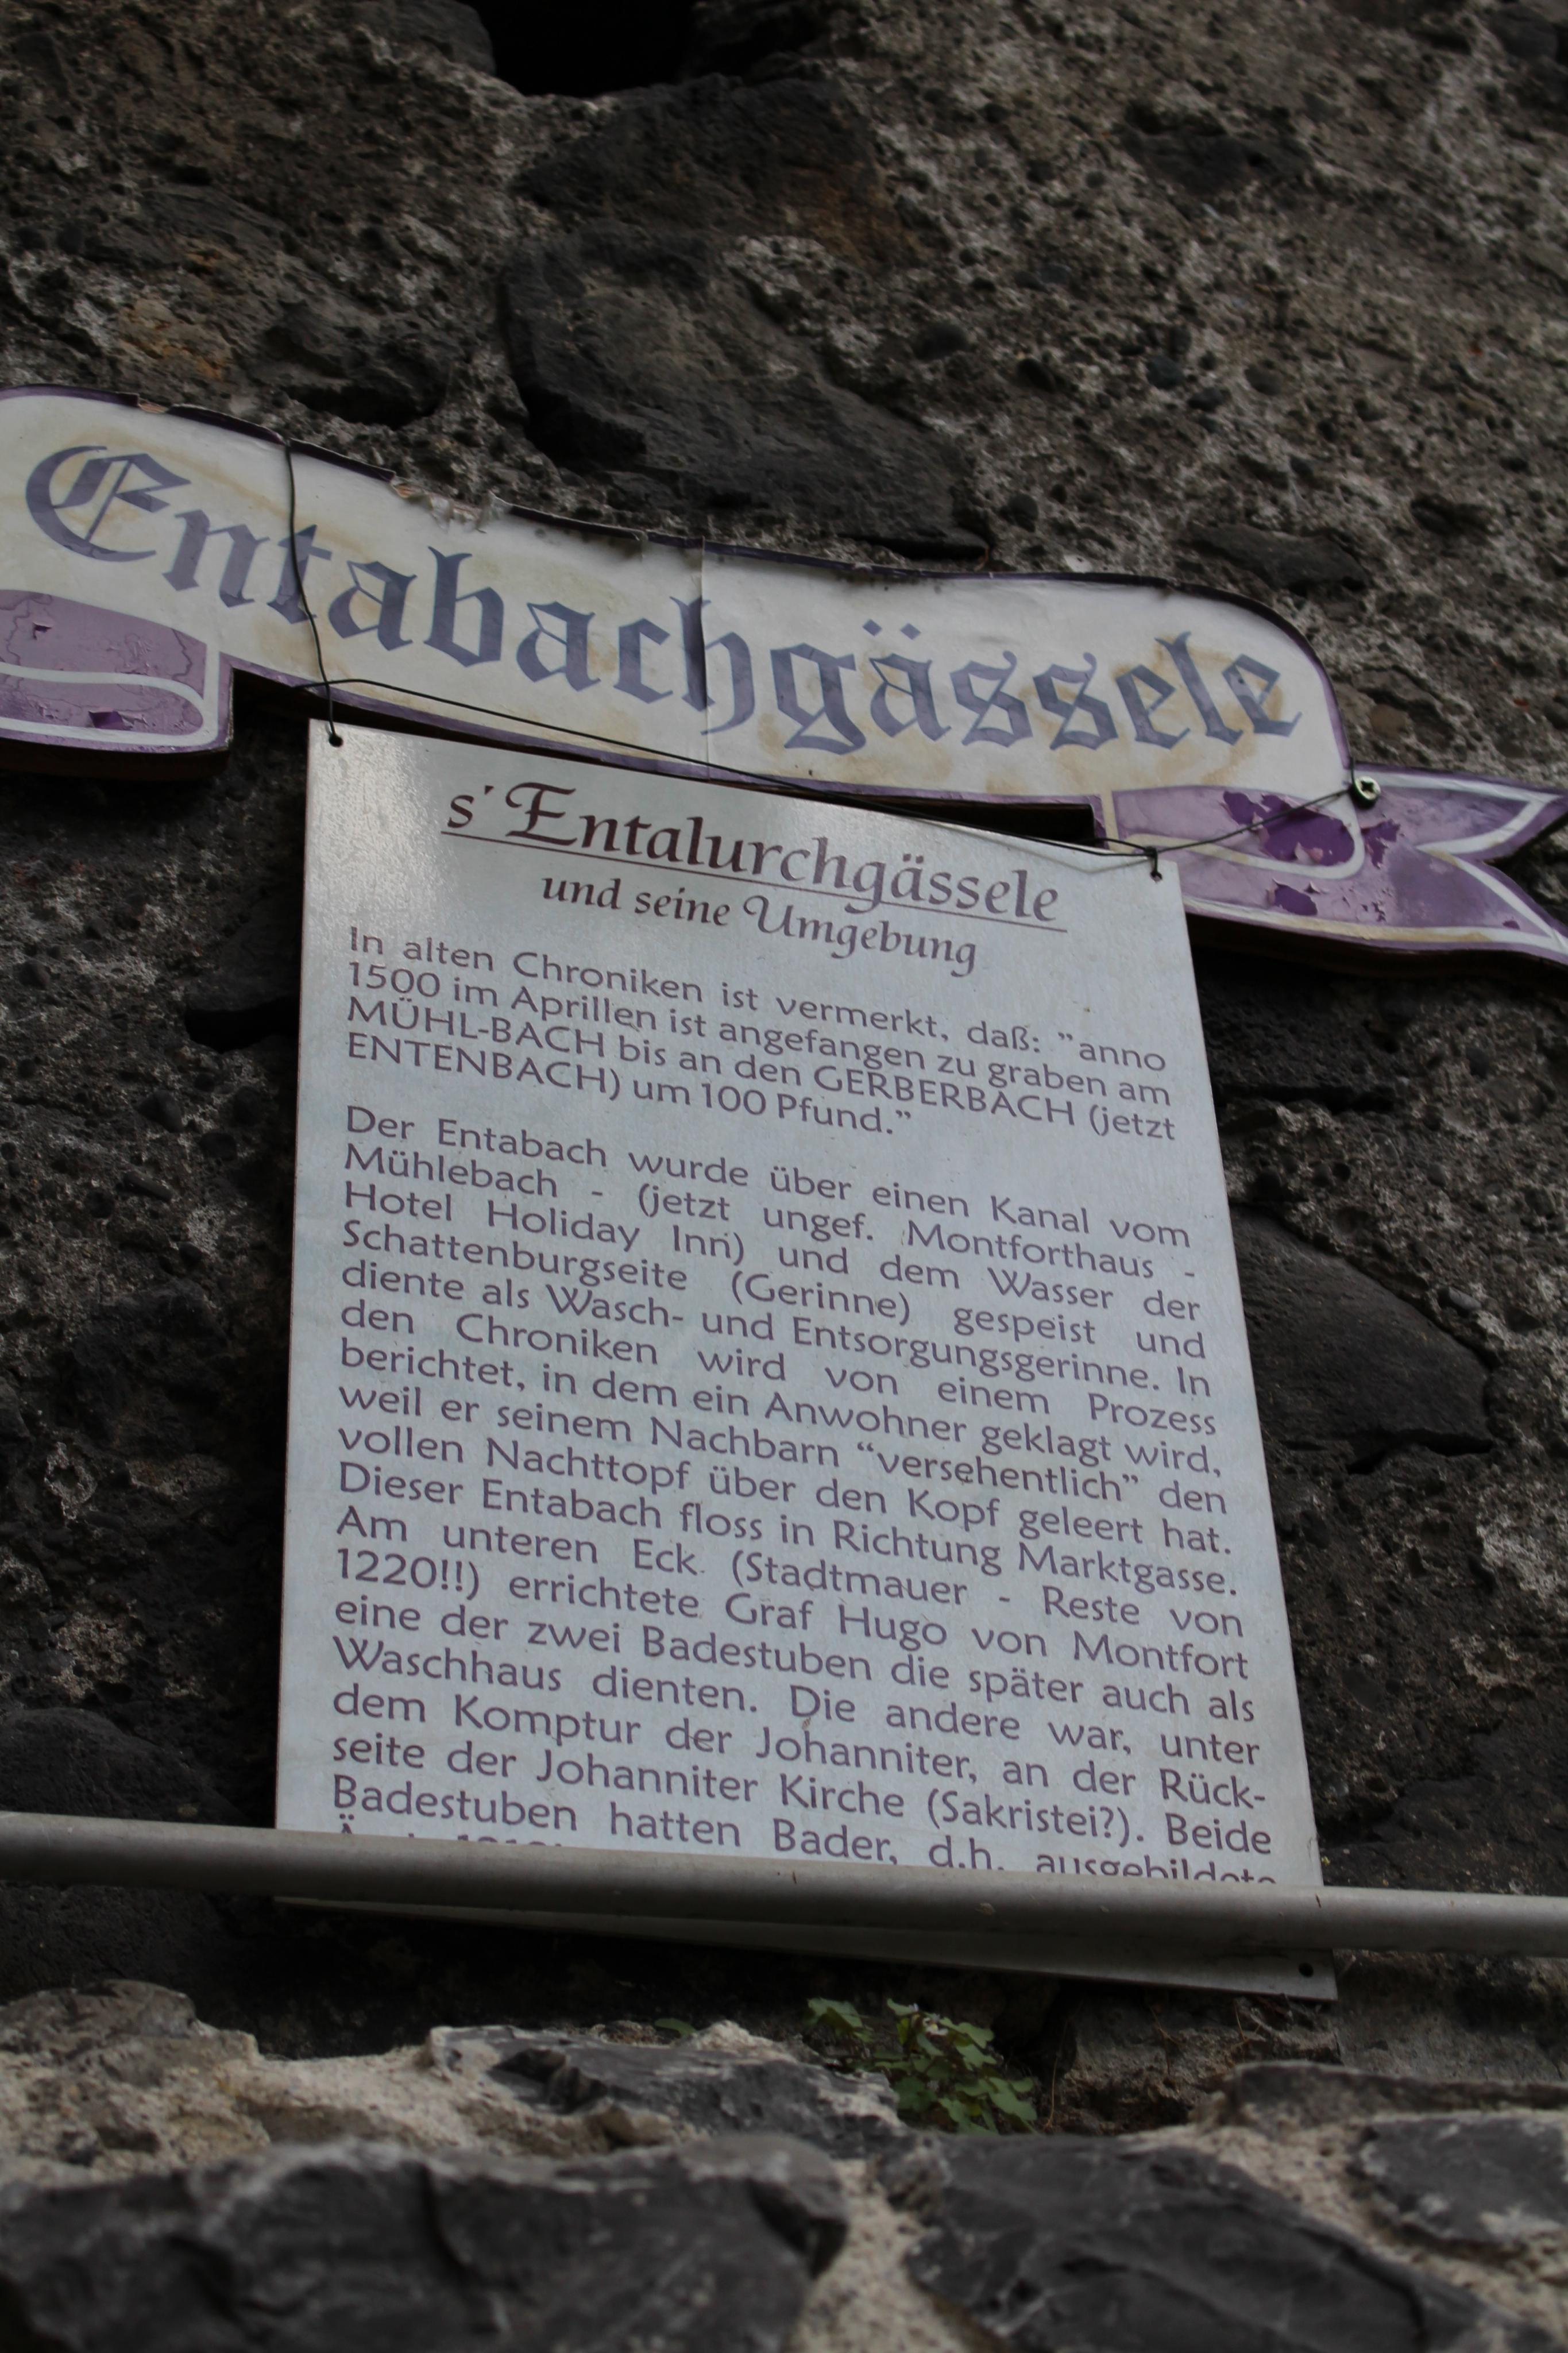 Entabachgässele
s'Entalurchgässele
und seine Umgebung
In alten Chroniken ist vermerkt, daß: "anno
1500 im Aprillen ist angefangen zu graben am
MÜHL-BACH bis an den GERBERBACH (jetzt
ENTENBACH) um 100 Pfund."
Der Entabach wurde über einen Kanal vom
Mühlebach - (jetzt ungef. Montforthaus -
Hotel Holiday Inn) und dem Wasser der
Schattenburgseite (Gerinne) gespeist und
diente als Wasch- und Entsorgungsgerinne. In
den Chroniken wird von einem Prozess
berichtet, in dem ein Anwohner geklagt wird,
weil er seinem Nachbarn "versehentlich" den
vollen Nachttopf über den Kopf geleert hat.
Dieser Entabach floss in Richtung Marktgasse.
Am unteren Eck (Stadtmauer - Reste von
1220!!) errichtete Graf Hugo von Montfort
eine der zwei Badestuben die später auch als
Waschhaus dienten. Die andere war, unter
dem Komptur der Johanniter, an der Rück-
seite der Johanniter Kirche (Sakristei?). Beide
Badestuben hatten Bader, d.h. ausgebildete